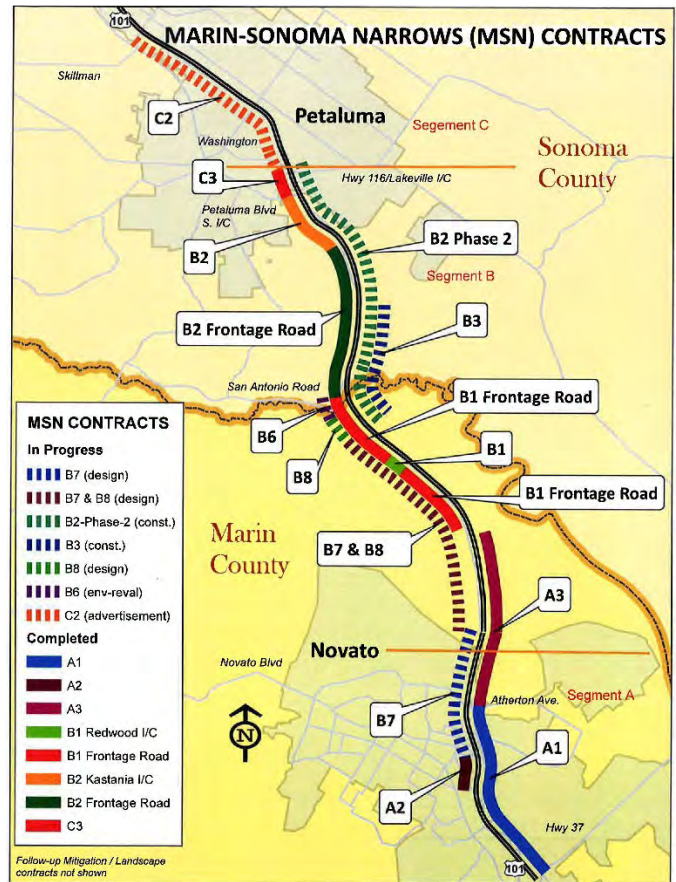 101
MARIN-SONOMA NARROWS (MSN) CONTRACTS
Skillman
C2
Petaluma
Segement C
Washington
Sonoma
County
Hwy 116/Lakeville I/C
C3
Petaluma Blvd
S. I/C
B2
B2 Phase 2
Segment B
B2 Frontage Road
B3
San Antonio Road
B1 Frontage Road
B6
B1
B8
B1 Frontage Road
Marin
County
B7 & B8
A3
Novato
Novato Blvd
Segment A
Atherton Ave.
N
B7
A1
A2
Hwy 37
101
MSN CONTRACTS
In Progress
B7 (design)
B7 & B8 (design)
B2-Phase-2 (const.)
B3 (const.)
B8 (design)
B6 (env-reval)
C2 (advertisement)
Completed
A1
A2
A3
B1 Redwood I/C
B1 Frontage Road
B2 Kastania I/C
B2 Frontage Road
C3
Follow-up Mitigation / Landscape
contracts not shown